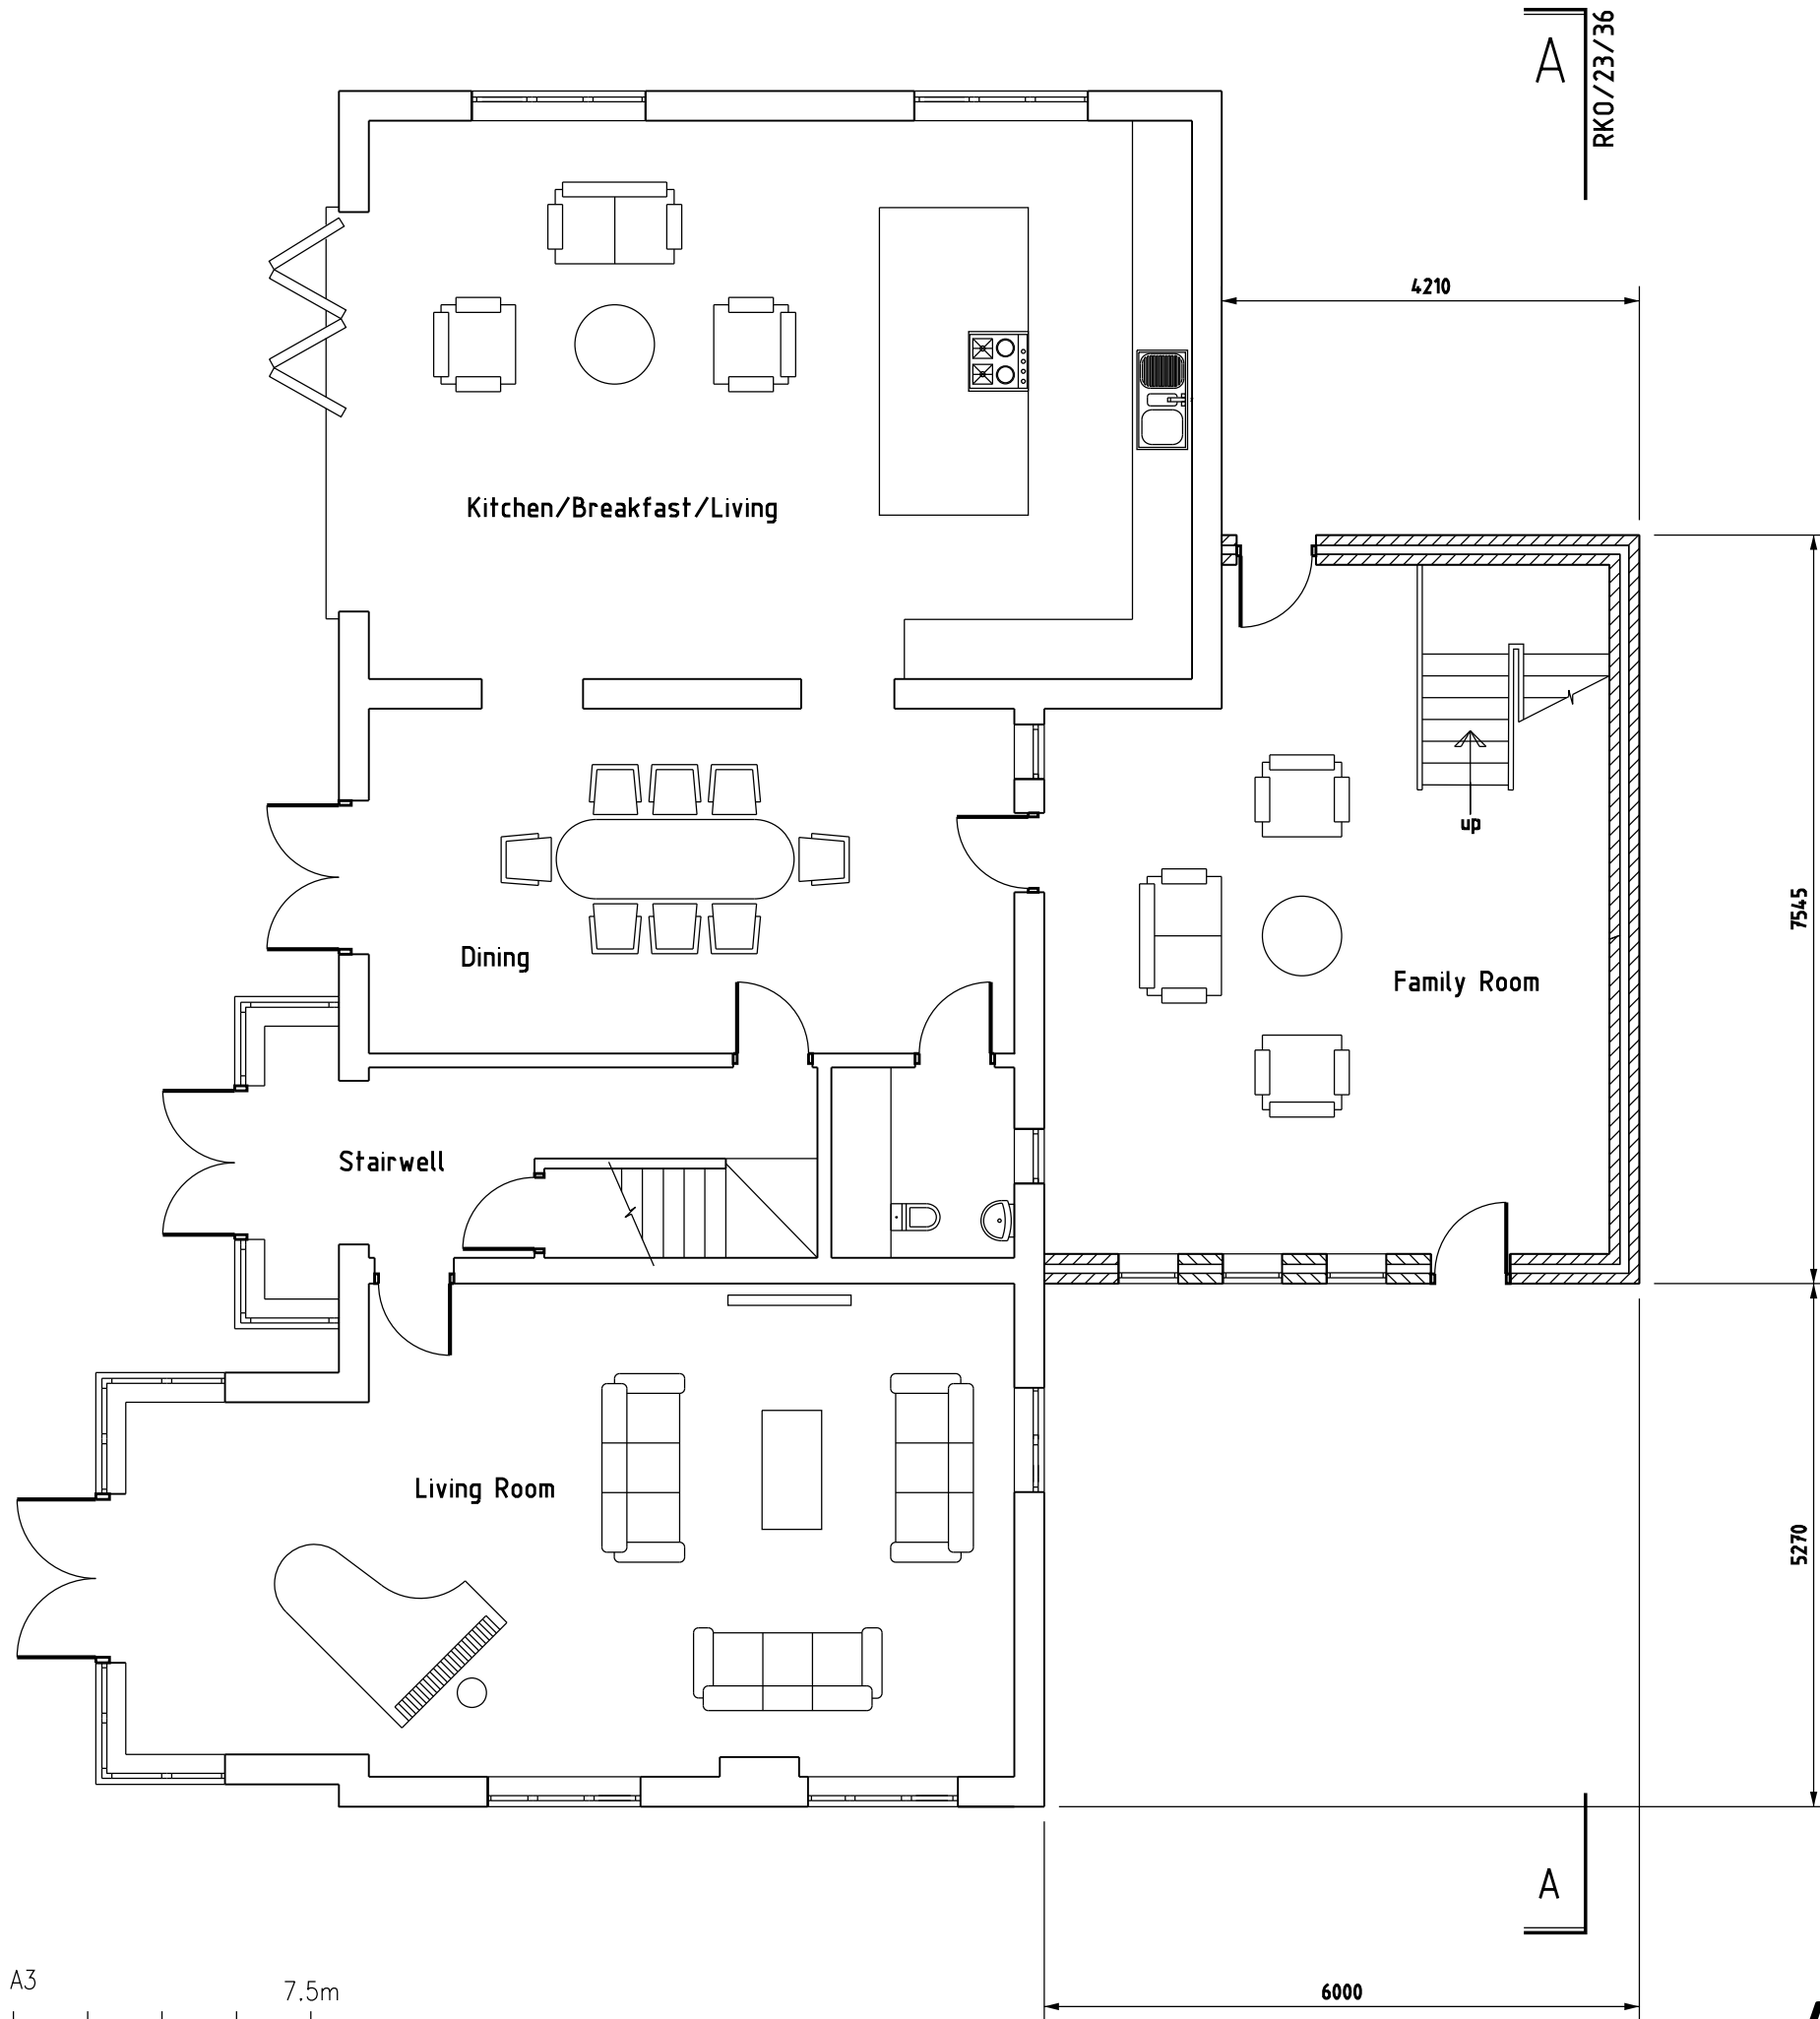 A
RKO/23/36
4210
Kitchen/Breakfast/Living
up
7545
Dining
Family Room
Stairwell
Living Room
5270
A
A3
7.5m
6000